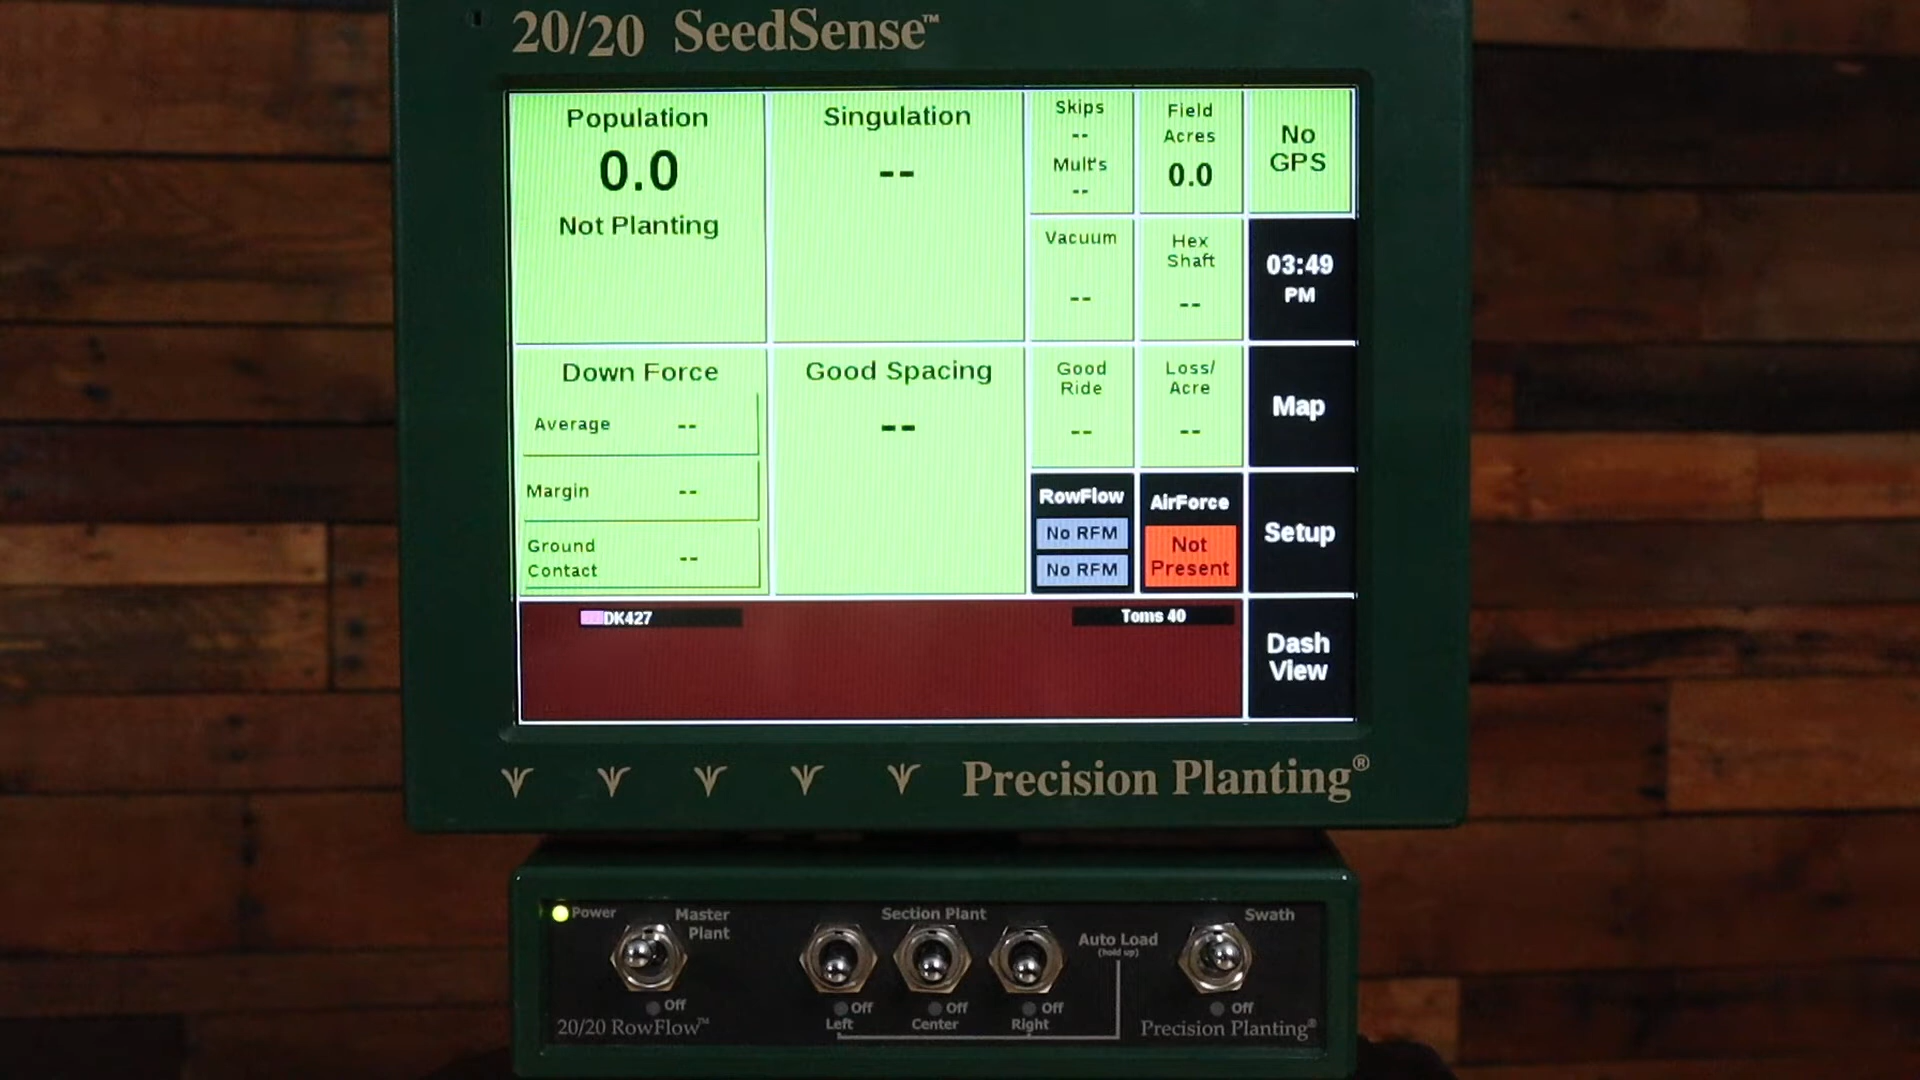 20/20 SeedSense™
Population
0.0
Not Planting
Singulation
--
Skips
--
Mult's
--
Field
Acres
0.0
No
GPS
Vacuum
--
Hex
Shaft
--
03:49
PM
Down Force
Average --
Margin --
Ground
Contact --
Good Spacing
--
Good
Ride
--
Loss/
Acre
--
Map
RowFlow
No RFM
No RFM
AirForce
Not
Present
Setup
DK427
Toms 40
Dash
View
Precision Planting®
Power
Master
Plant
Off
20/20 RowFlow™
Section Plant
Off
Left
Off
Center
Off
Right
Auto Load
(hold up)
Swath
Off
Precision Planting®